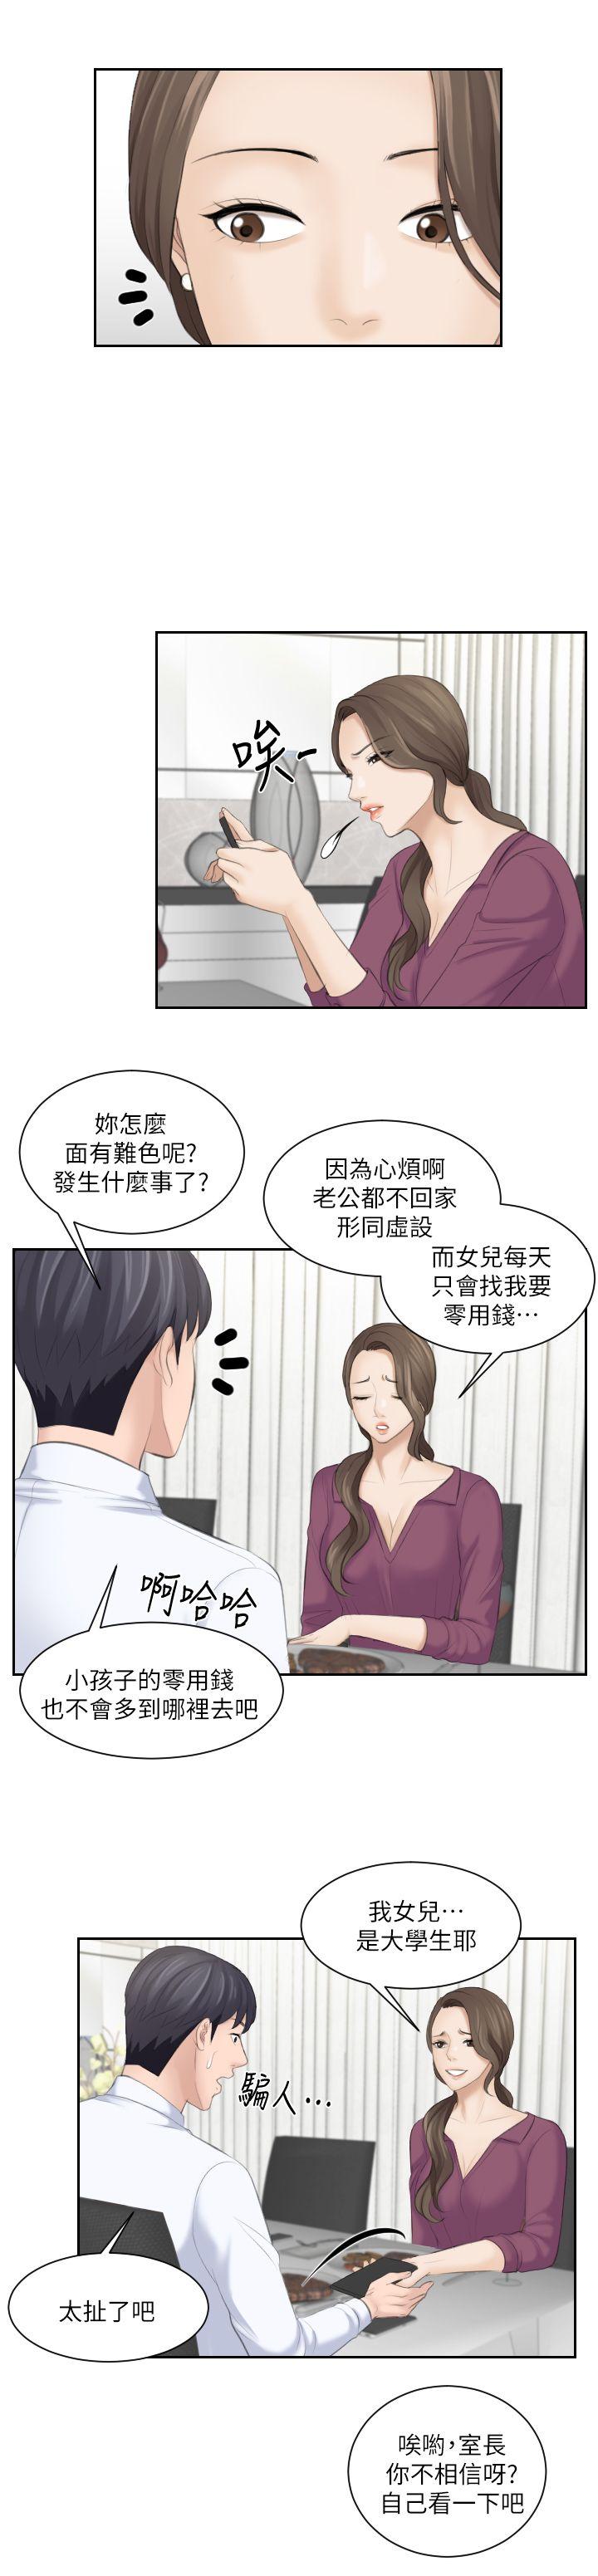 唉~
妳怎麼
面有難色呢?
發生什麼事了?
因為心煩啊
老公都不回家
形同虛設
而女兒每天
只會找我要
零用錢⋯
啊哈哈
小孩子的零用錢
也不會多到哪裡去吧
我女兒⋯
是大學生耶
騙人⋯
太扯了吧
唉喲,室長
你不相信呀?
自己看一下吧